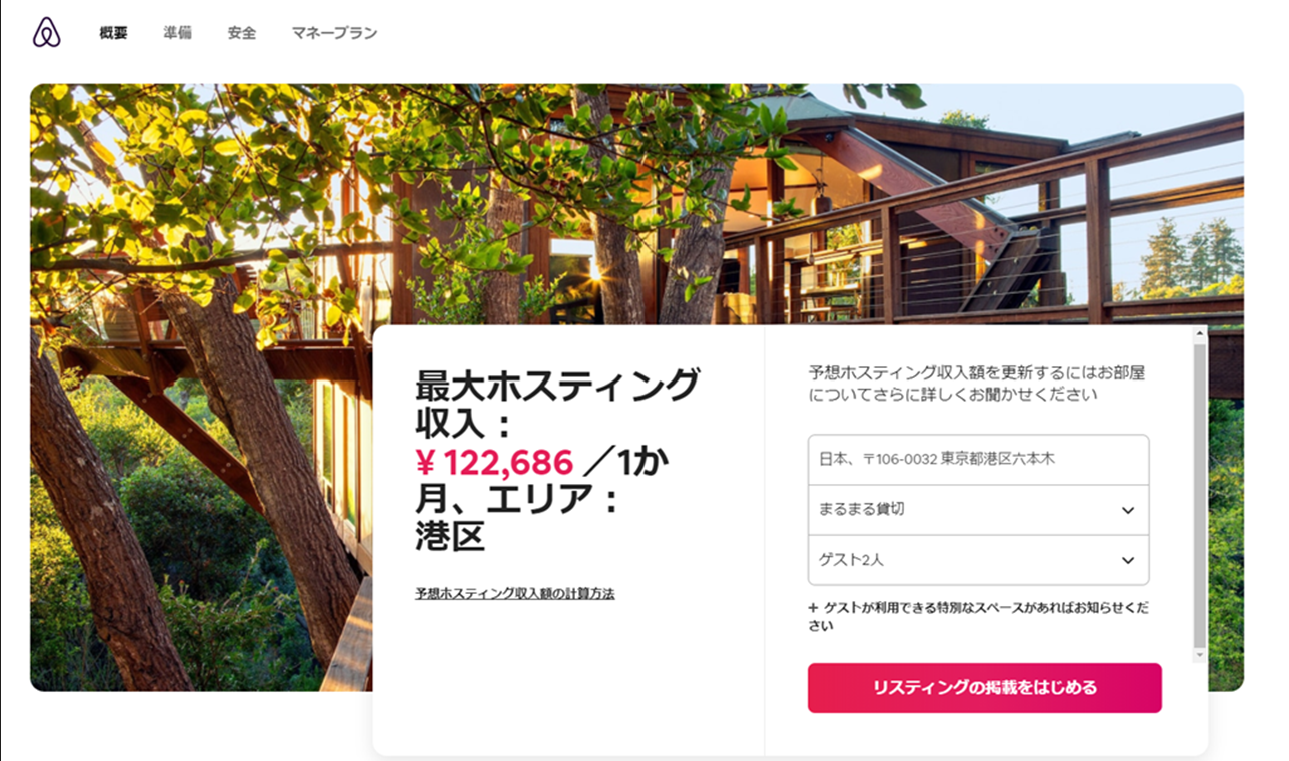 概要 準備 安全 マネープラン
最大ホスティング
収入：
¥ 122,686 ／1か
月、エリア：
港区
予想ホスティング収入額の計算方法
予想ホスティング収入額を更新するにはお部屋
についてさらに詳しくお聞かせください
日本、〒106-0032 東京都港区六本木
まるまる貸切
ゲスト2人
+ ゲストが利用できる特別なスペースがあればお知らせくだ
さい
リスティングの掲載をはじめる